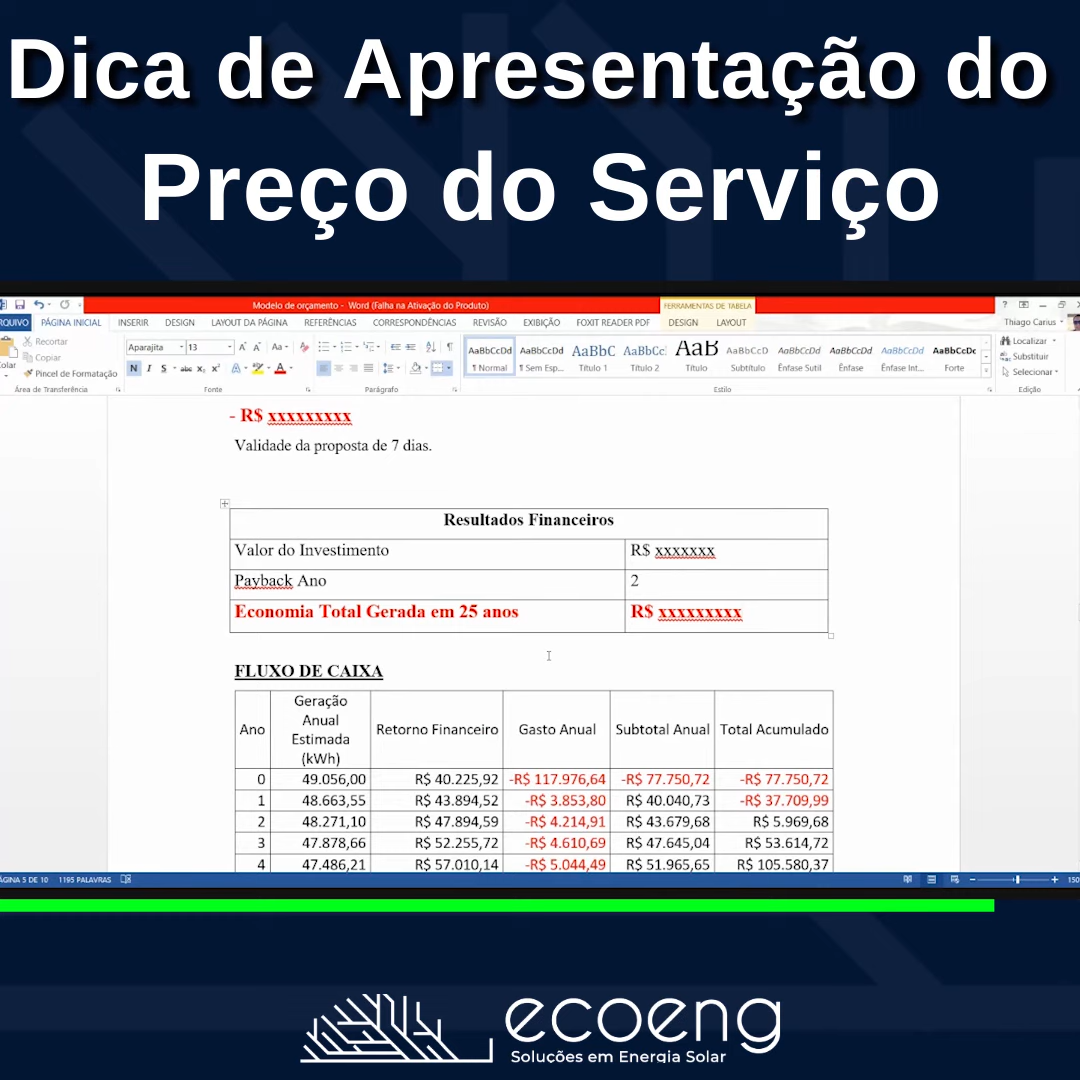 Dica de Apresentação do
Preço do Serviço
Modelo de orçamento - Word (Falha na Ativação do Produto)
FERRAMENTAS DE TABELA
PÁGINA INICIAL INSERIR DESIGN LAYOUT DA PÁGINA REFERÊNCIAS CORRESPONDÊNCIAS REVISÃO EXIBIÇÃO FOXIT READER PDF DESIGN LAYOUT Thiago Carius
Recortar
Copiar
Pincel de Formatação
Área de Transferência
Aparajita 13
Fonte
Parágrafo
AaBbCcDd AaBbCcDd AaBbC AaBbCc AaB AaBbCcD AaBbCcDd AaBbCcDd AaBbCcDd AaBbCcDc
¶ Normal ¶ Sem Esp... Título 1 Título 2 Título Subtítulo Ênfase Sutil Ênfase Ênfase Int... Forte
Estilo
Localizar
Substituir
Selecionar
Edição
- R$ xxxxxxxxx
Validade da proposta de 7 dias.
Resultados Financeiros
Valor do Investimento R$ xxxxxxx
Payback Ano 2
Economia Total Gerada em 25 anos R$ xxxxxxxxx
FLUXO DE CAIXA
Ano Geração Anual Estimada (kWh) Retorno Financeiro Gasto Anual Subtotal Anual Total Acumulado
0 49.056,00 R$ 40.225,92 -R$ 117.976,64 -R$ 77.750,72 -R$ 77.750,72
1 48.663,55 R$ 43.894,52 -R$ 3.853,80 R$ 40.040,73 -R$ 37.709,99
2 48.271,10 R$ 47.894,59 -R$ 4.214,91 R$ 43.679,68 R$ 5.969,68
3 47.878,66 R$ 52.255,72 -R$ 4.610,69 R$ 47.645,04 R$ 53.614,72
4 47.486,21 R$ 57.010,14 -R$ 5.044,49 R$ 51.965,65 R$ 105.580,37
5 DE 10 1195 PALAVRAS
ecoeng
Soluções em Energia Solar